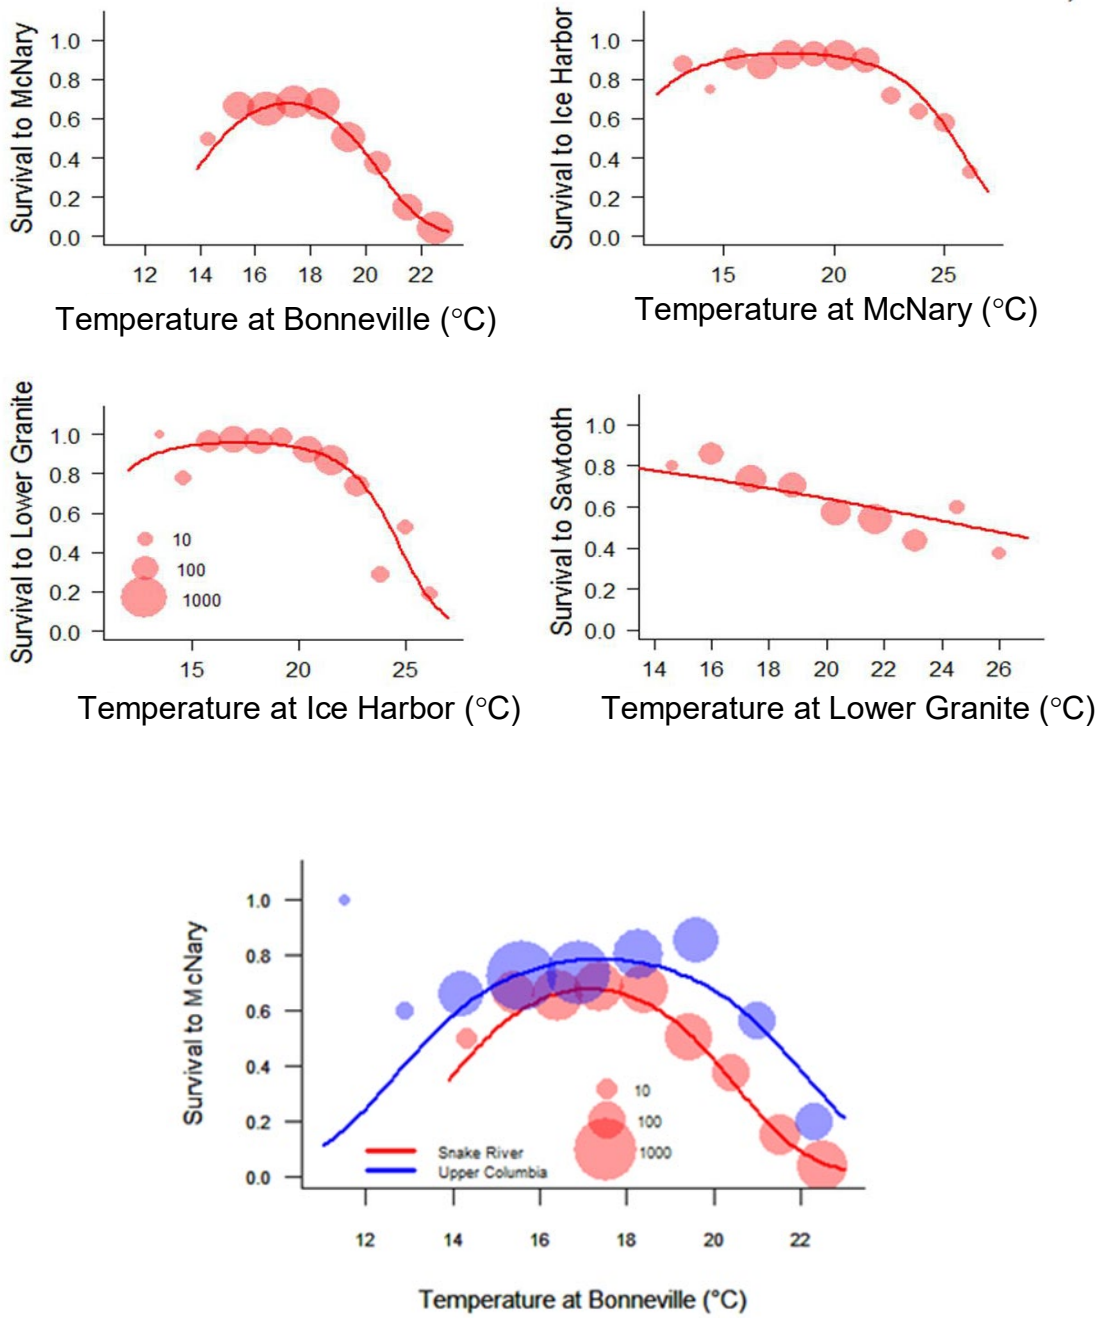 Survival to McNary
1.0
0.8
0.6
0.4
0.2
0.0
12 14 16 18 20 22
Temperature at Bonneville (°C)
Survival to Ice Harbor
1.0
0.8
0.6
0.4
0.2
0.0
15 20 25
Temperature at McNary (°C)
Survival to Lower Granite
1.0
0.8
0.6
0.4
0.2
0.0
10
100
1000
15 20 25
Temperature at Ice Harbor (°C)
Survival to Sawtooth
1.0
0.8
0.6
0.4
0.2
0.0
14 16 18 20 22 24 26
Temperature at Lower Granite (°C)
Survival to McNary
1.0
0.8
0.6
0.4
0.2
0.0
10
100
1000
Snake River
Upper Columbia
12 14 16 18 20 22
Temperature at Bonneville (°C)